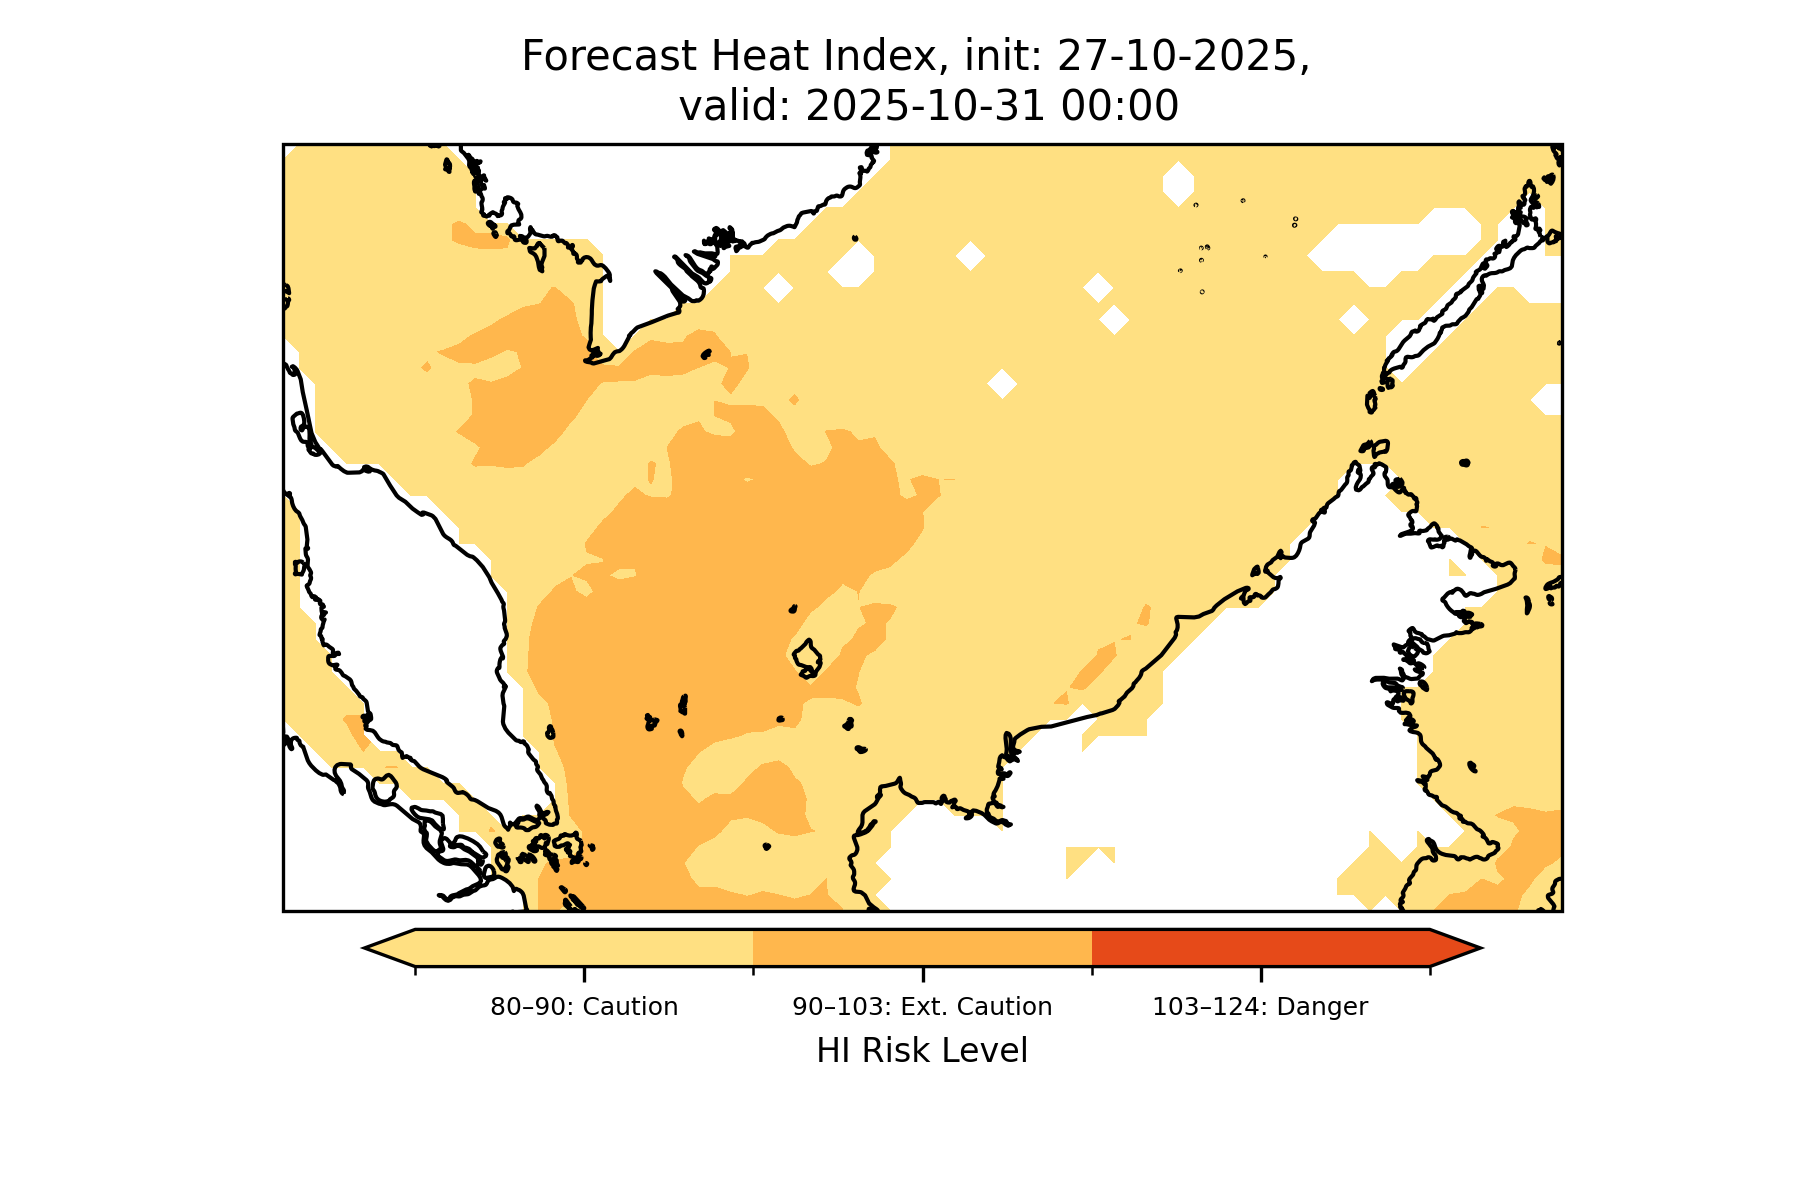 Forecast Heat Index, init: 27-10-2025,
valid: 2025-10-31 00:00
80–90: Caution
90–103: Ext. Caution
103–124: Danger
HI Risk Level